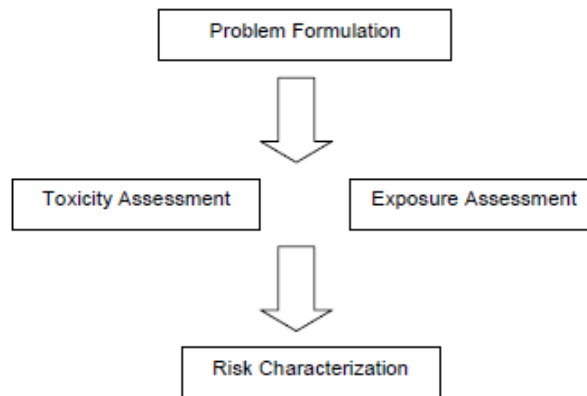 Problem Formulation
Toxicity Assessment
Exposure Assessment
Risk Characterization